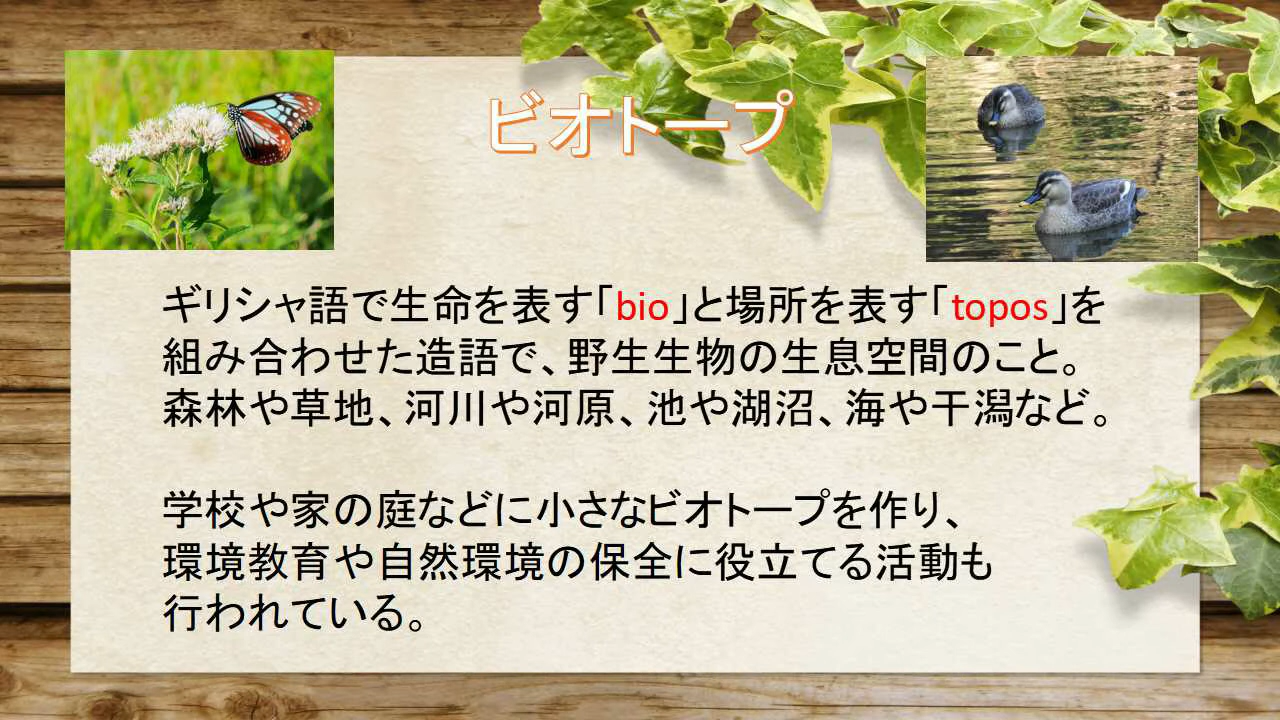 ビオトープ
ギリシャ語で生命を表す「bio」と場所を表す「topos」を
組み合わせた造語で、野生生物の生息空間のこと。
森林や草地、河川や河原、池や湖沼、海や干潟など。
学校や家の庭などに小さなビオトープを作り、
環境教育や自然環境の保全に役立てる活動も
行われている。